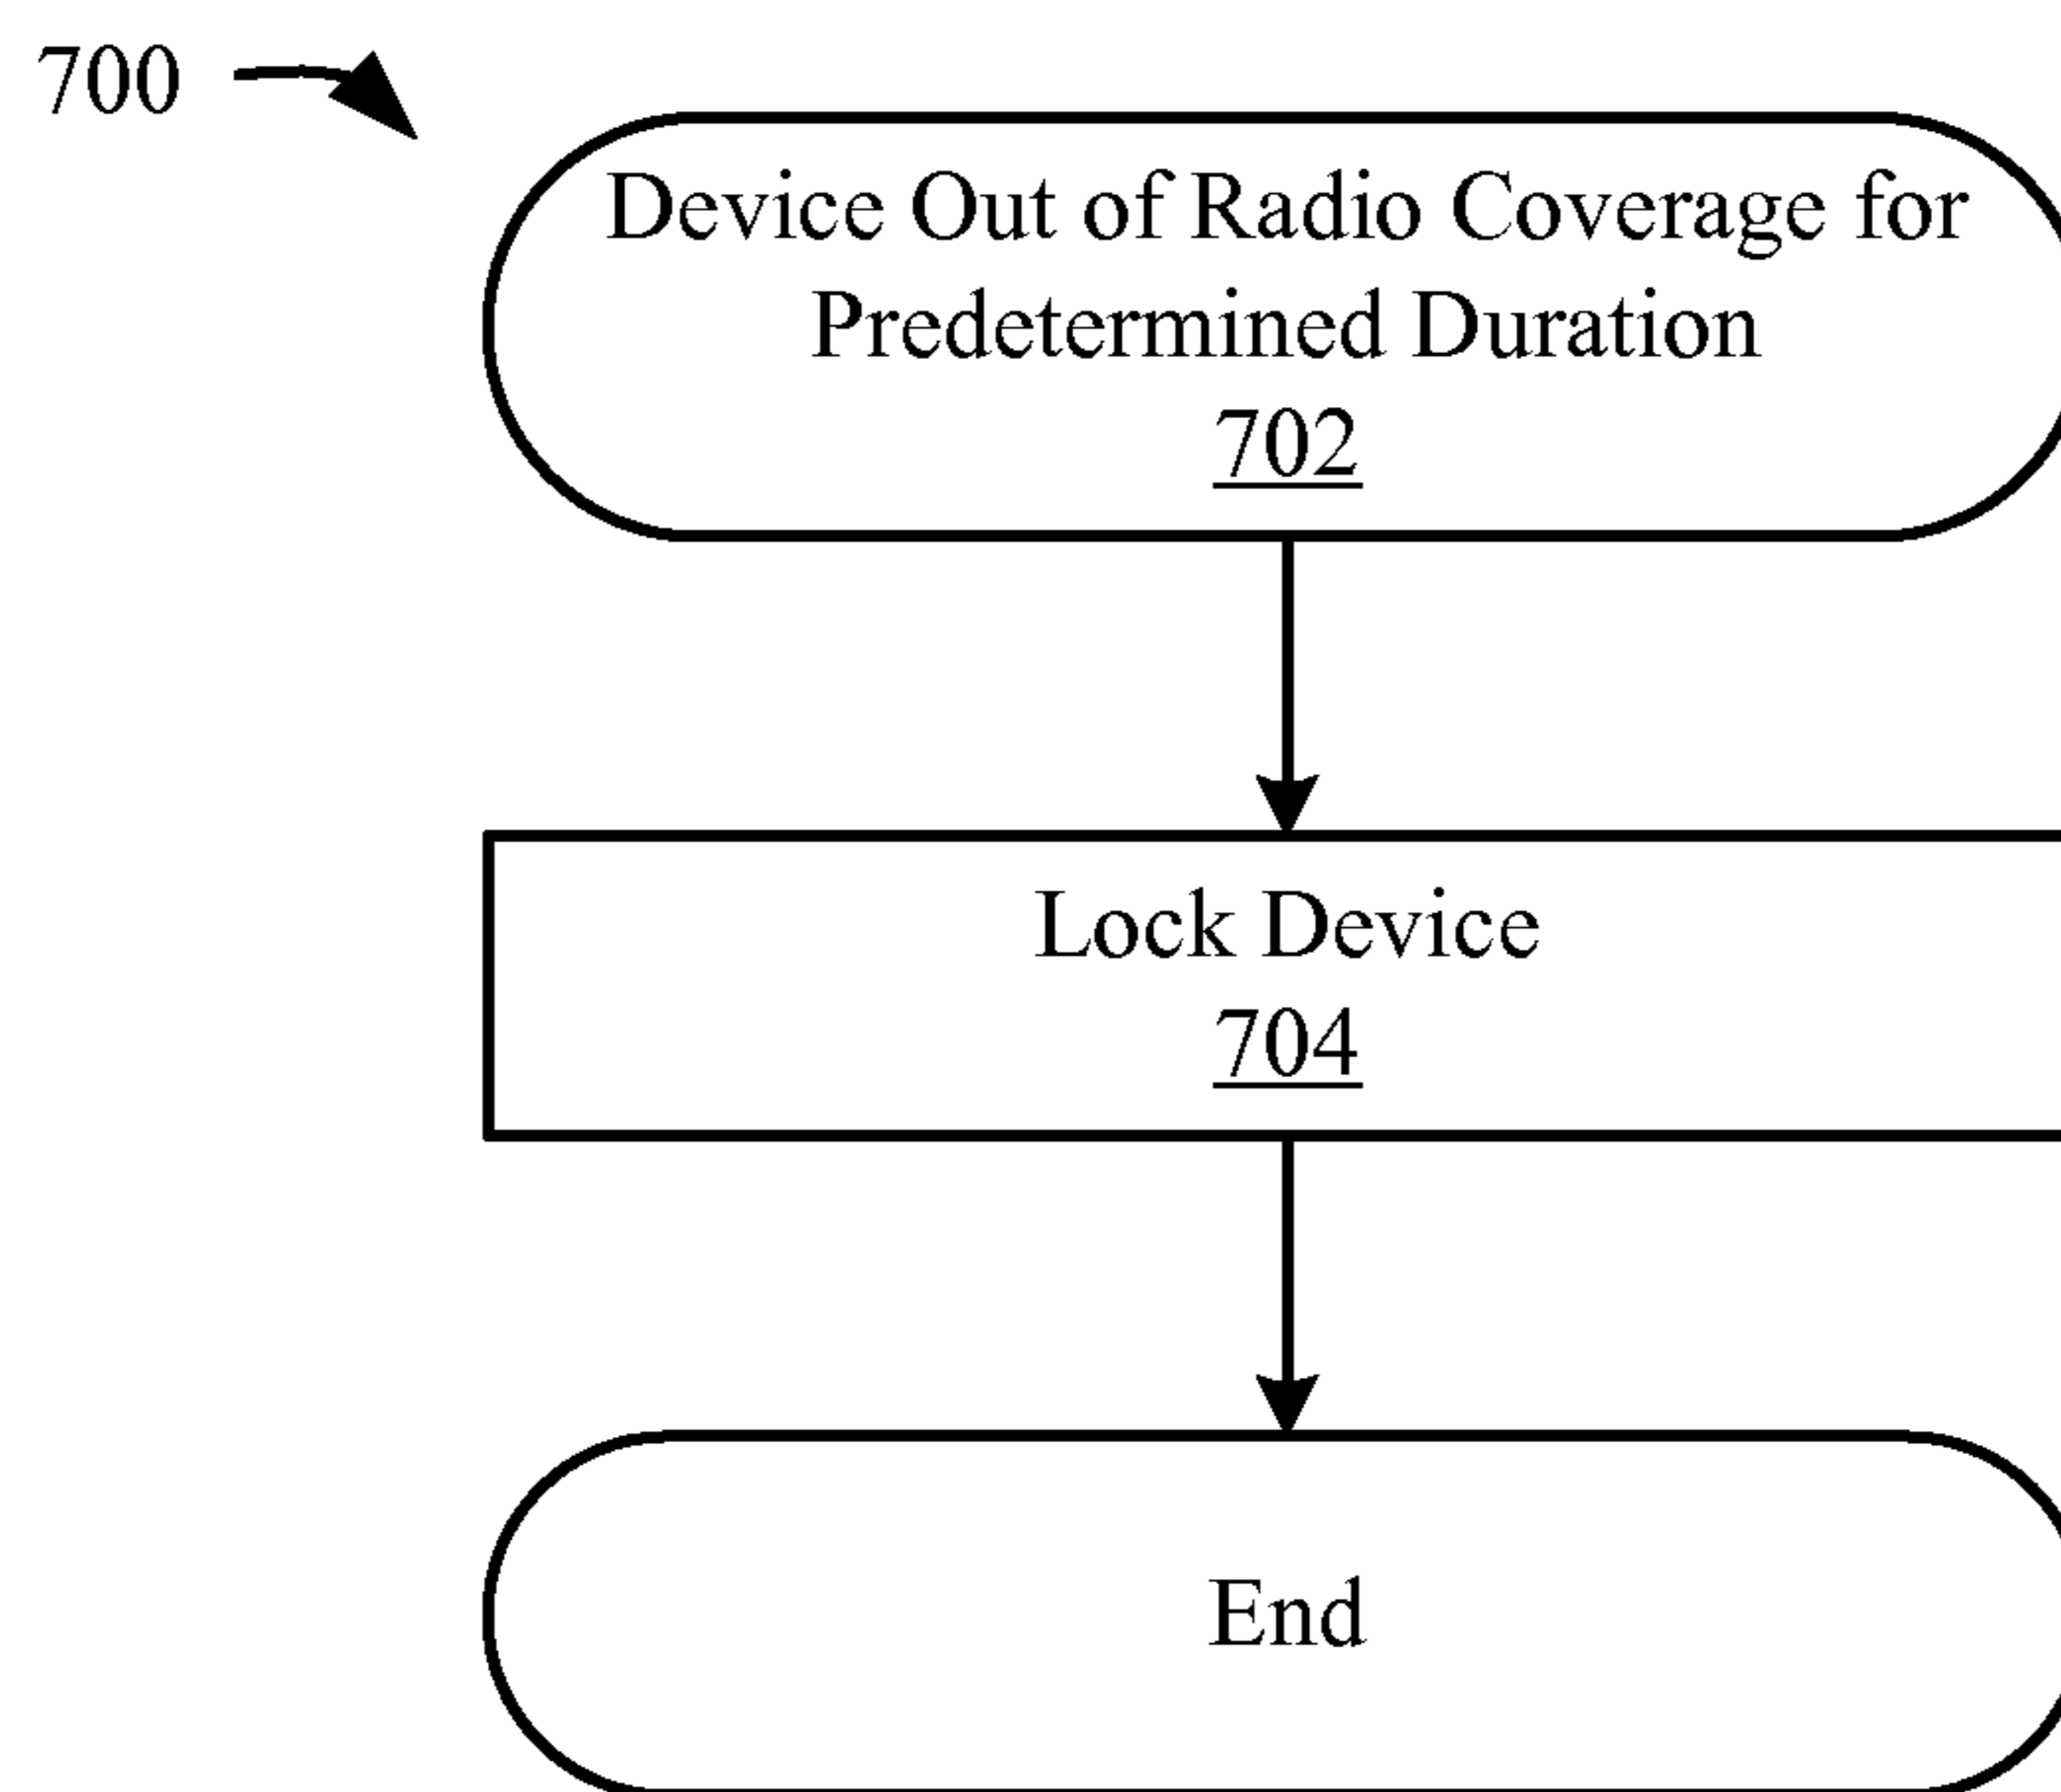 700
Device Out of Radio Coverage for
Predetermined Duration
702
Lock Device
704
End